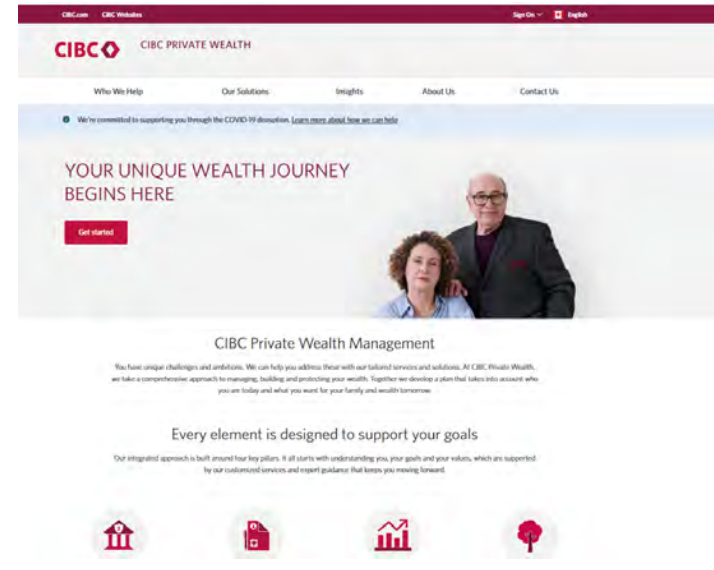 CIBC.com CIBC Websites Sign On English
CIBC CIBC PRIVATE WEALTH
Who We Help Our Solutions Insights About Us Contact Us
We're committed to supporting you through the COVID-19 disruption. Learn more about how we can help
YOUR UNIQUE WEALTH JOURNEY
BEGINS HERE
Get started
CIBC Private Wealth Management
You have unique challenges and ambitions. We can help you address these with our tailored services and solutions. At CIBC Private Wealth,
we take a comprehensive approach to managing, building and protecting your wealth. Together we develop a plan that takes into account who
you are today and what you want for your family and wealth tomorrow.
Every element is designed to support your goals
Our integrated approach is built around four key pillars. It all starts with understanding you, your goals and your values, which are supported
by our customized services and expert guidance that keeps you moving forward.